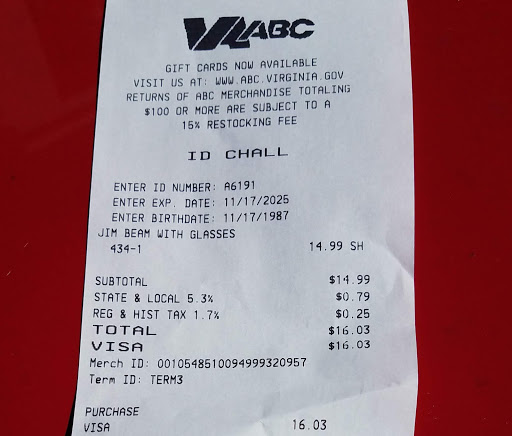 VA ABC
GIFT CARDS NOW AVAILABLE
VISIT US AT: WWW.ABC.VIRGINIA.GOV
RETURNS OF ABC MERCHANDISE TOTALING
$100 OR MORE ARE SUBJECT TO A
15% RESTOCKING FEE
ID CHALL
ENTER ID NUMBER: A6191
ENTER EXP. DATE: 11/17/2025
ENTER BIRTHDATE: 11/17/1987
JIM BEAM WITH GLASSES
434-1 14.99 SH
SUBTOTAL $14.99
STATE & LOCAL 5.3% $0.79
REG & HIST TAX 1.7% $0.25
TOTAL $16.03
VISA $16.03
Merch ID: 0010548510094999320957
Term ID: TERM3
PURCHASE
VISA 16.03